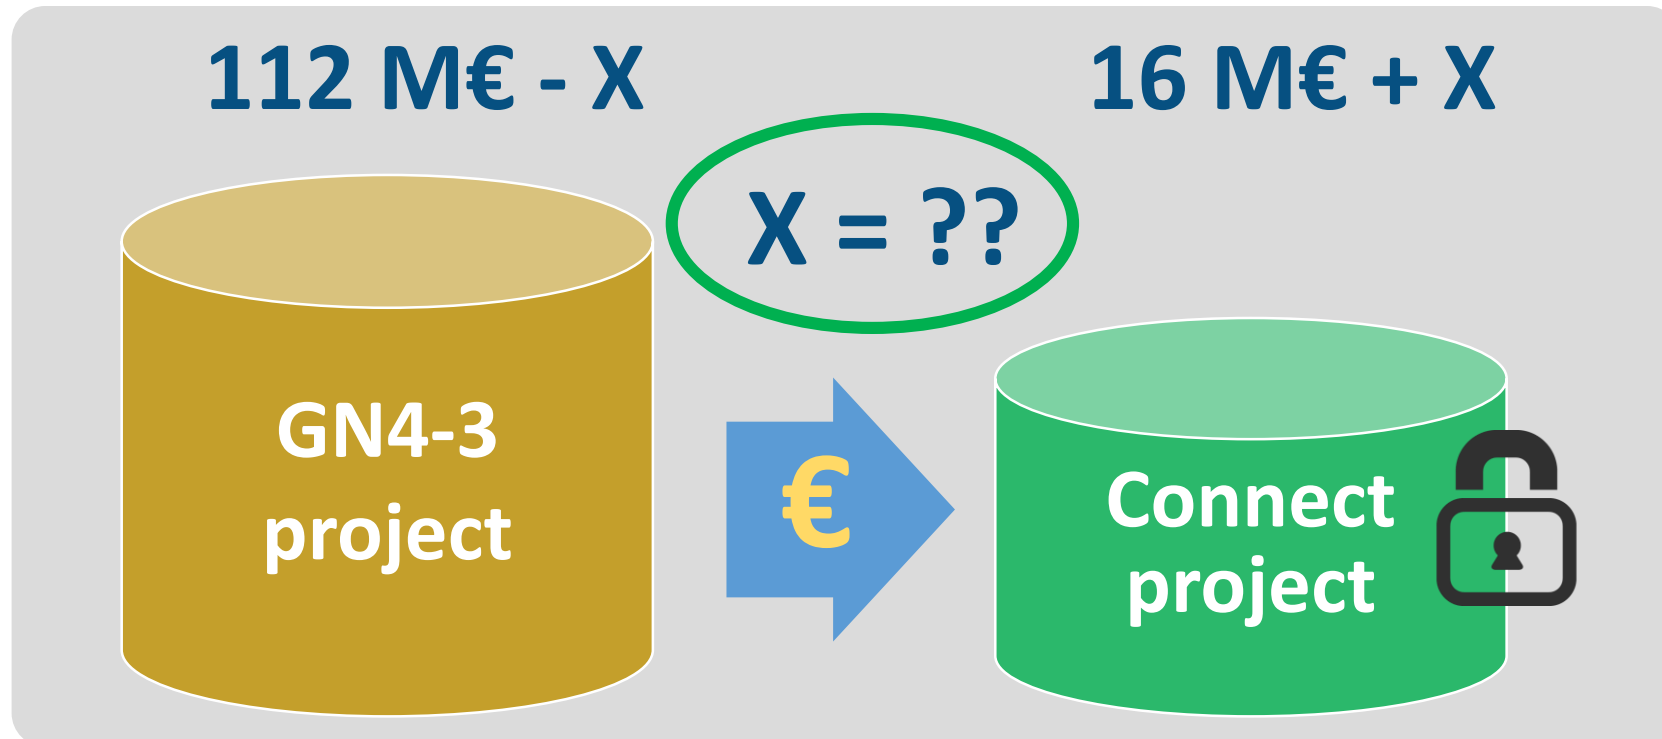 112 M€ - X
16 M€ + X
X = ??
GN4-3
project
€
Connect
project